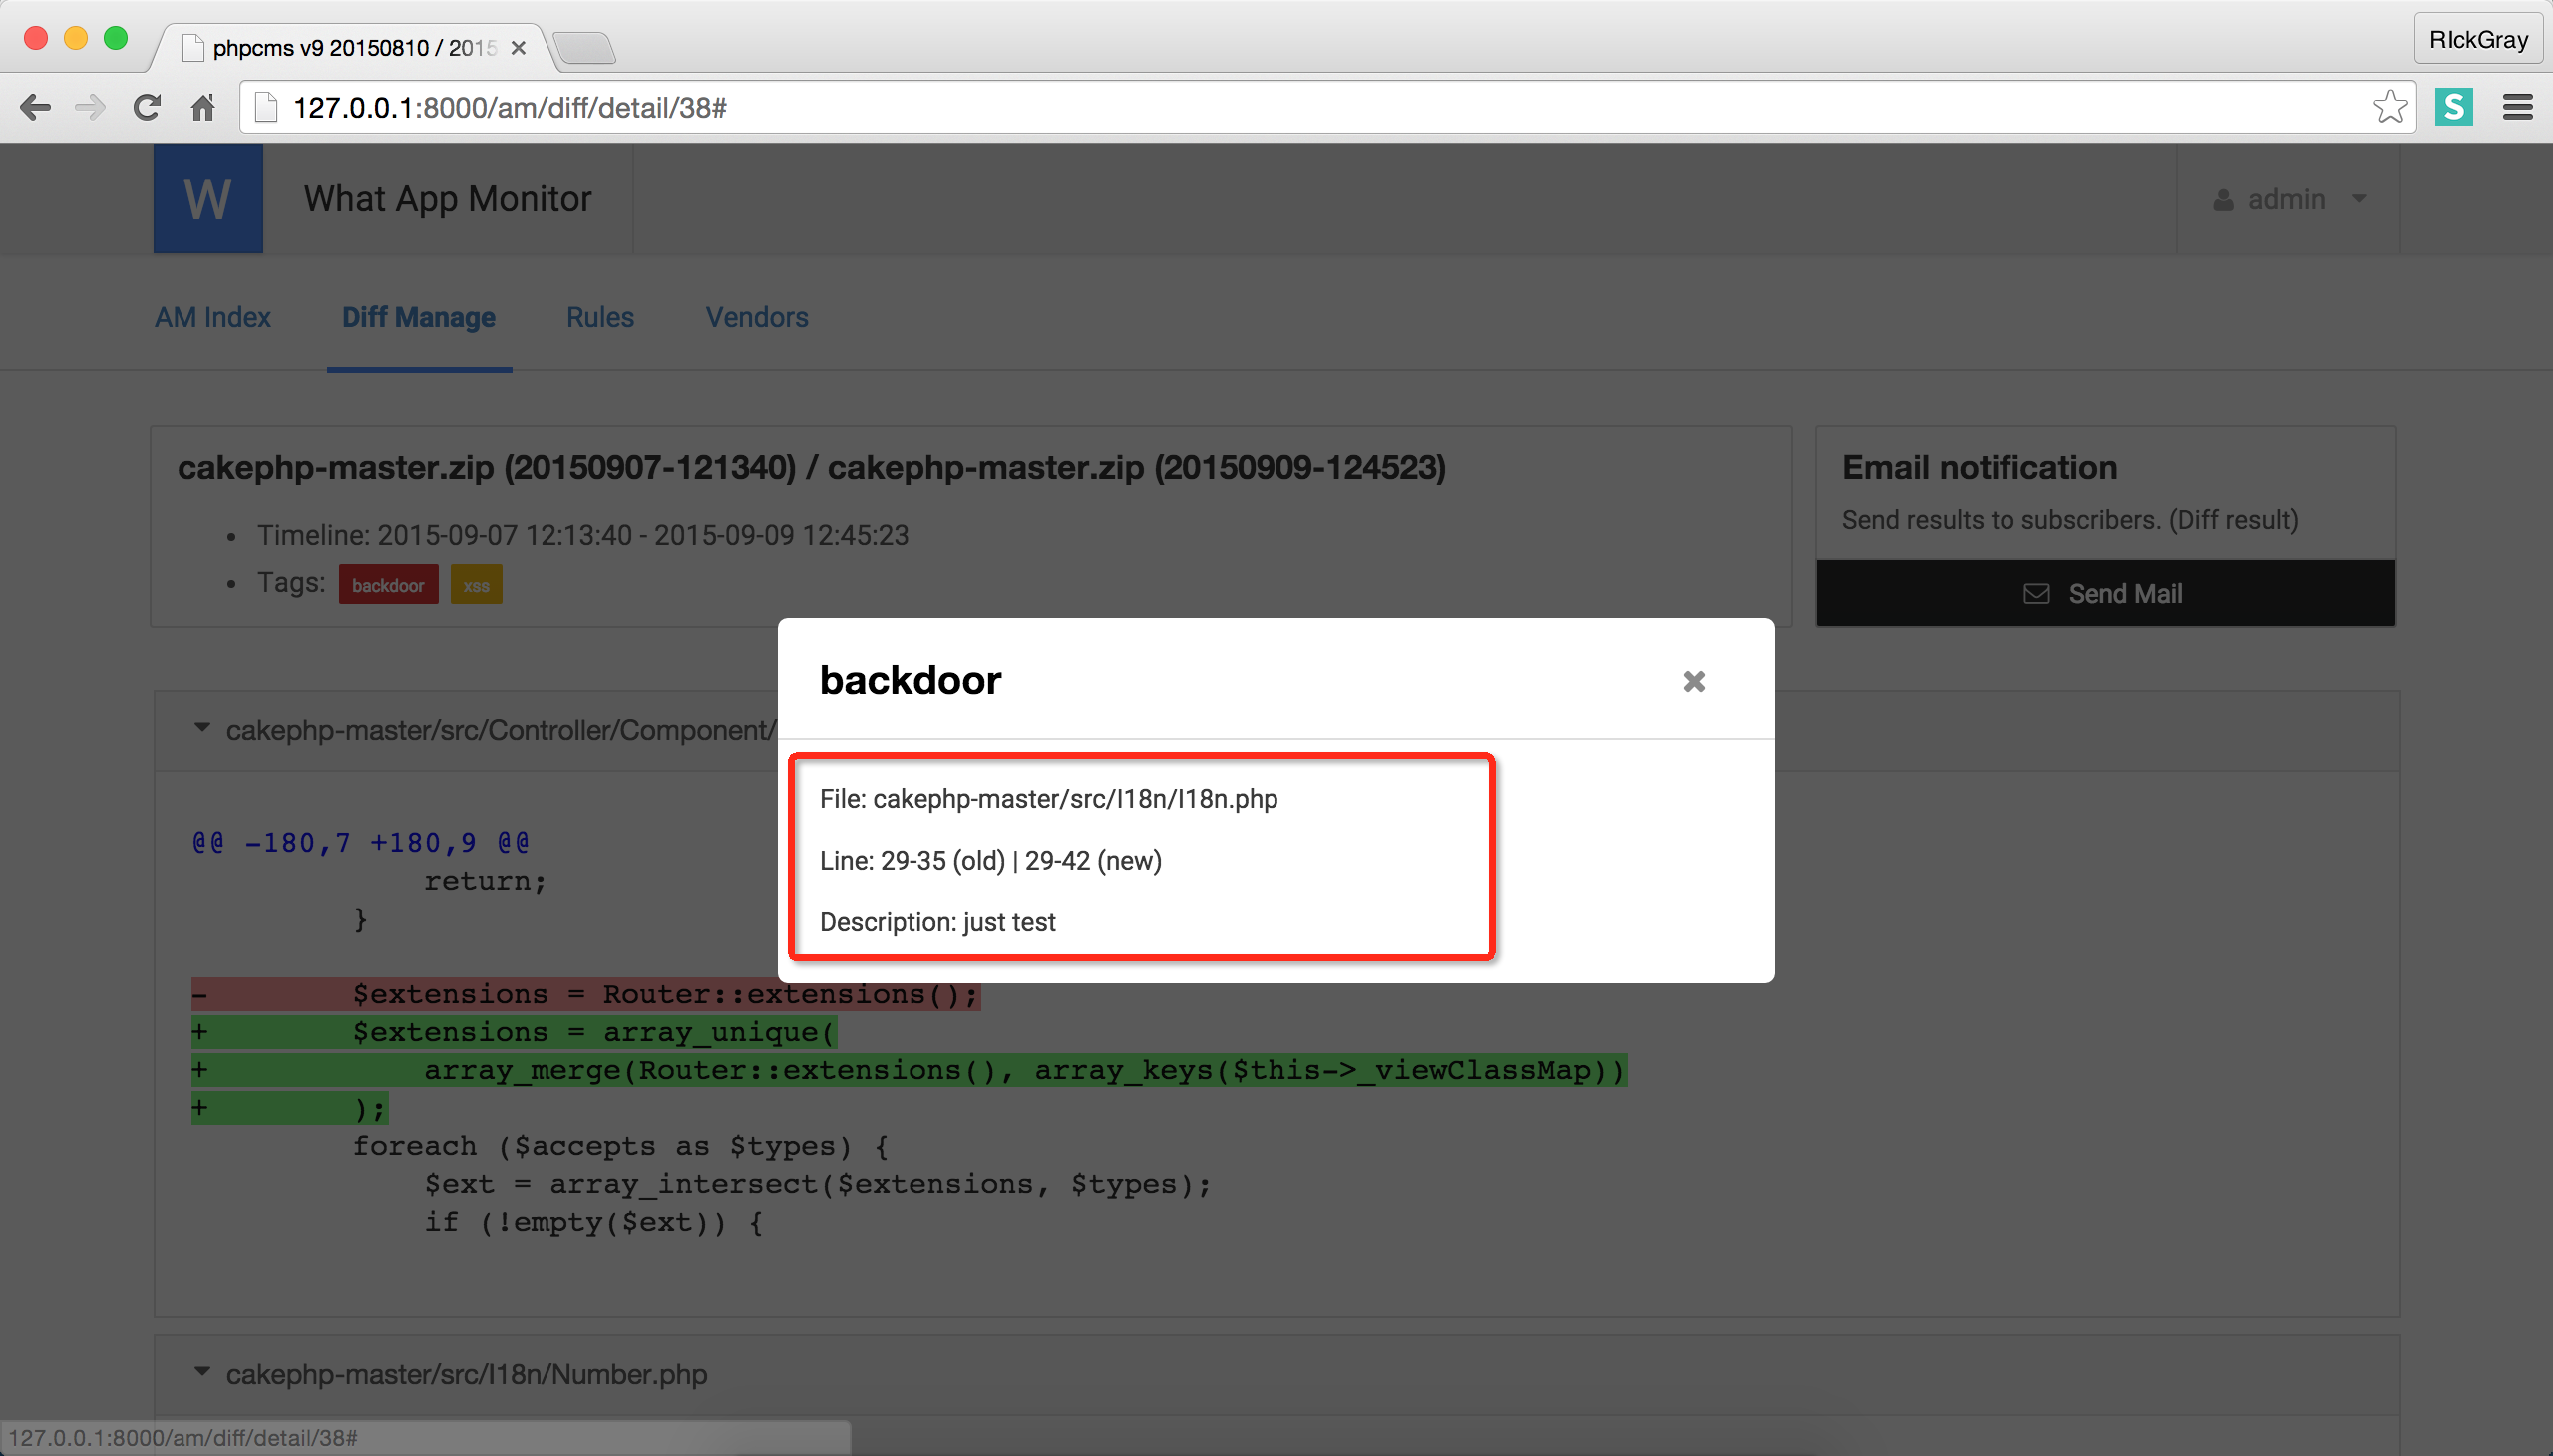 phpcms v9 20150810 / 2015
RIckGray
127.0.0.1:8000/am/diff/detail/38#
S
W
What App Monitor
admin
AM Index
Diff Manage
Rules
Vendors
cakephp-master.zip (20150907-121340) / cakephp-master.zip (20150909-124523)
Timeline: 2015-09-07 12:13:40 - 2015-09-09 12:45:23
Tags: backdoor xss
Email notification
Send results to subscribers. (Diff result)
Send Mail
backdoor
File: cakephp-master/src/I18n/I18n.php
Line: 29-35 (old) | 29-42 (new)
Description: just test
cakephp-master/src/Controller/Component/
@@ -180,7 +180,9 @@
return;
}
-        $extensions = Router::extensions();
+        $extensions = array_unique(
+            array_merge(Router::extensions(), array_keys($this->_viewClassMap))
+        );
foreach ($accepts as $types) {
$ext = array_intersect($extensions, $types);
if (!empty($ext)) {
cakephp-master/src/I18n/Number.php
127.0.0.1:8000/am/diff/detail/38#